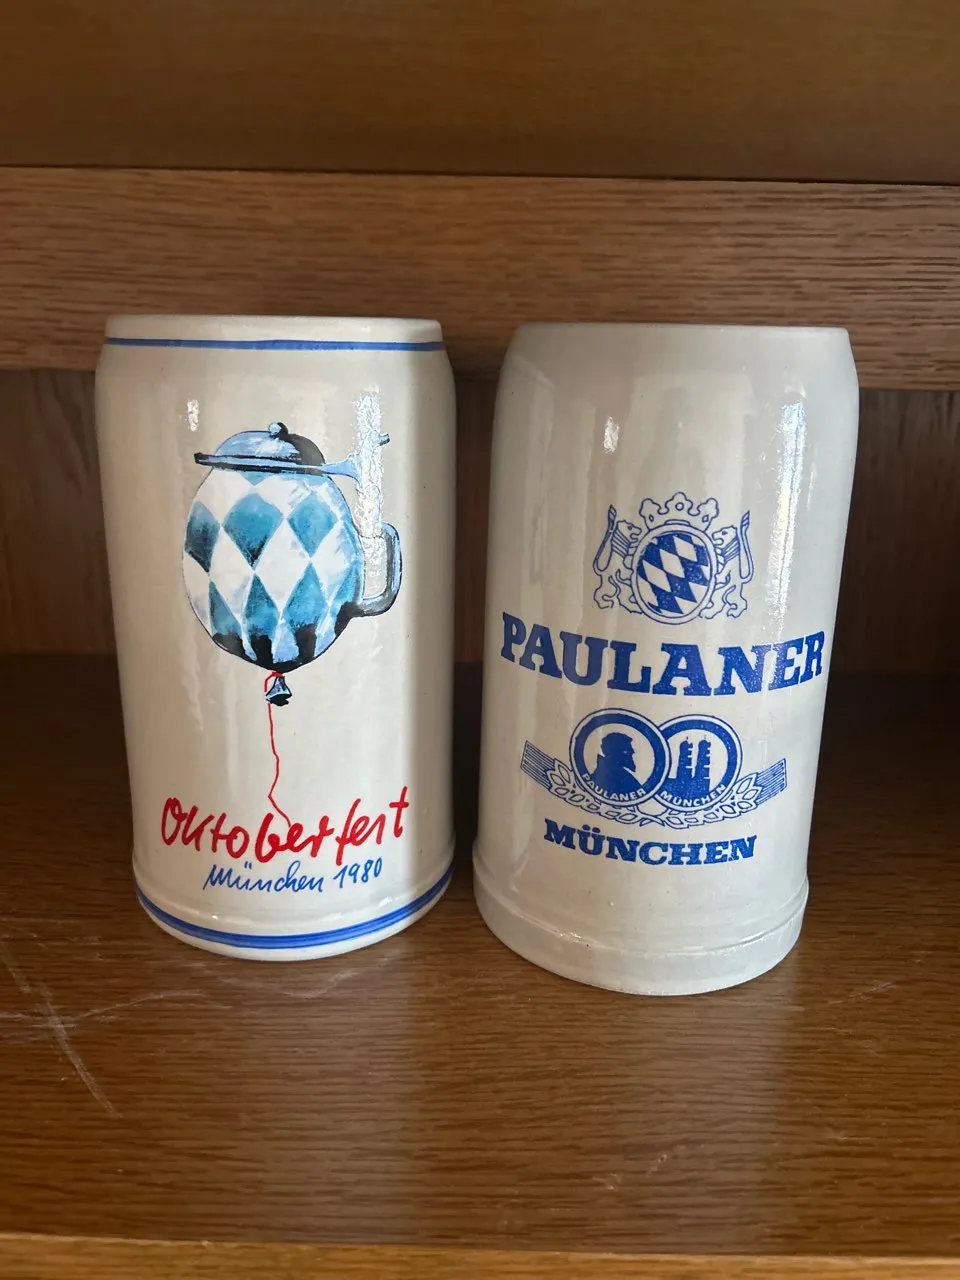 Oktoberfest
München 1980
PAULANER
PAULANER
MÜNCHEN
MÜNCHEN